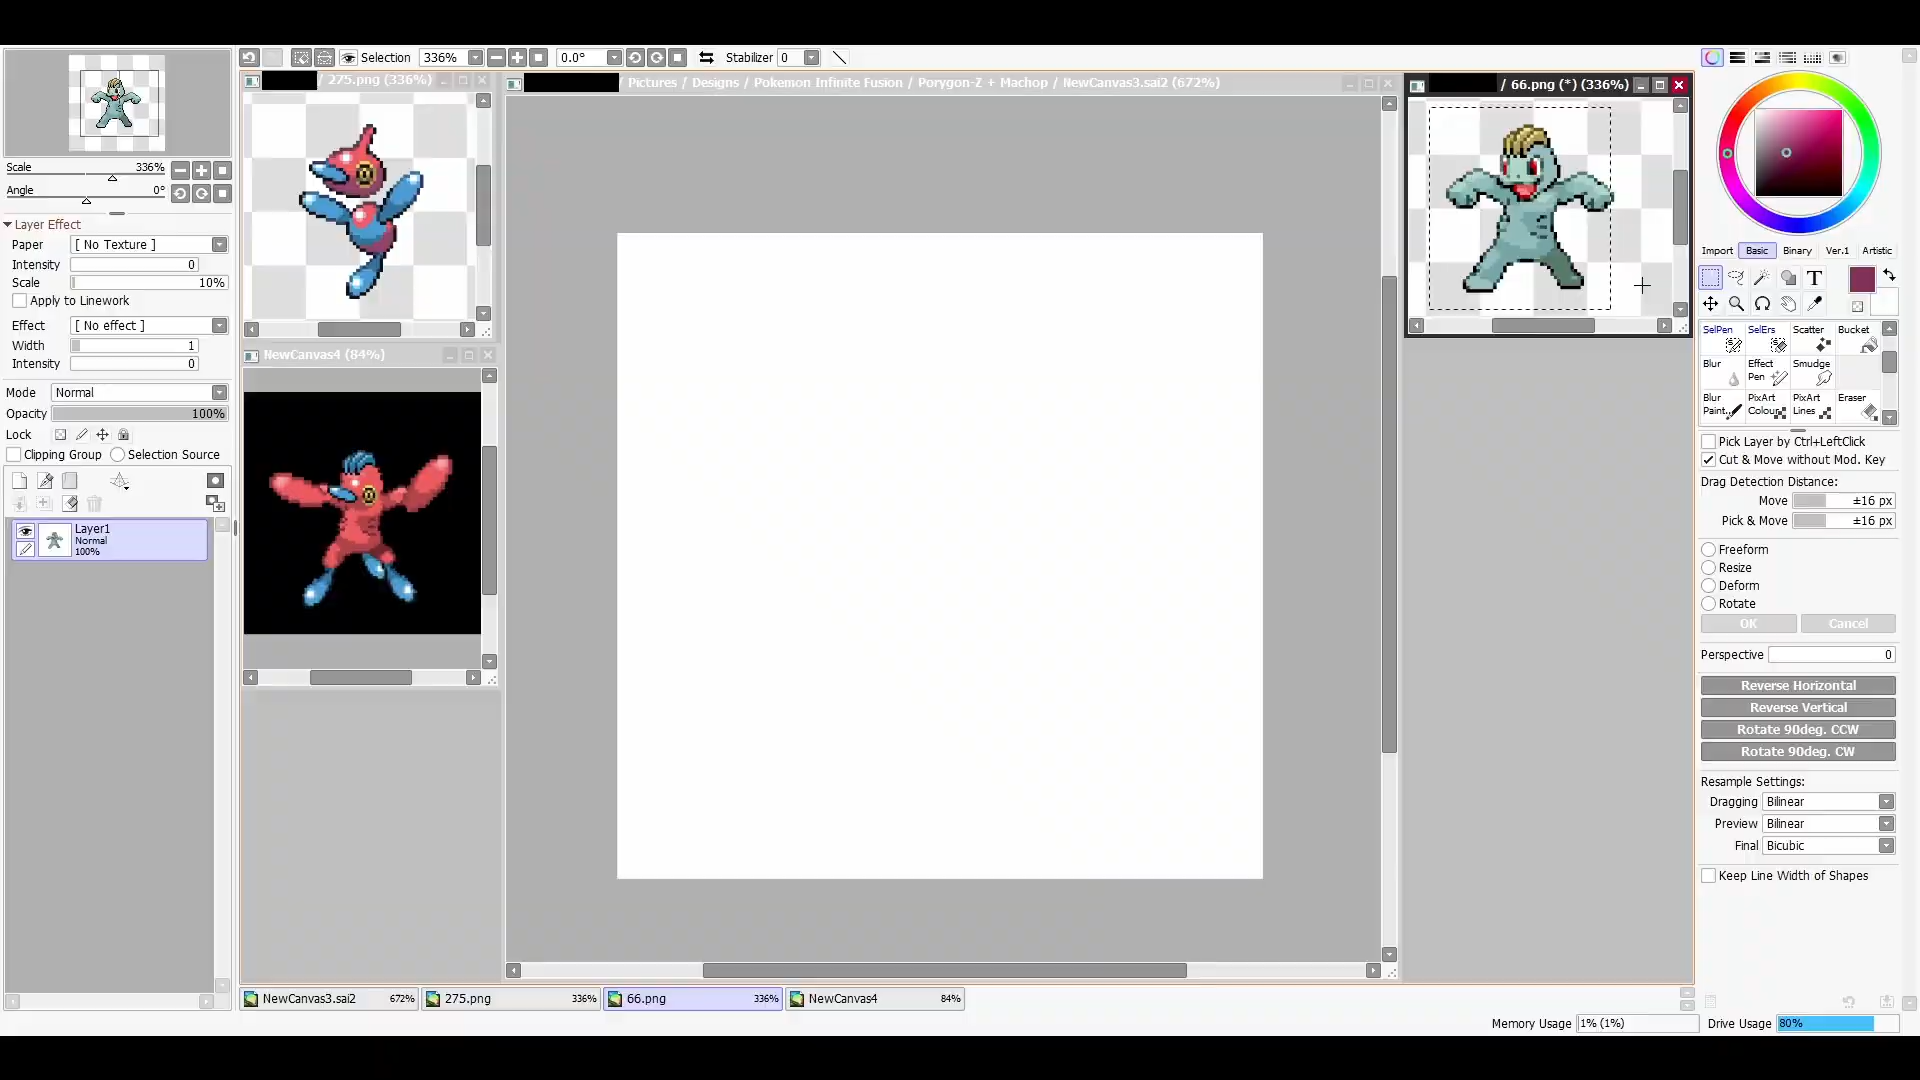 Selection
336%
0.0°
Stabilizer 0
/ 275.png (336%)
Pictures / Designs / Pokemon Infinite Fusion / Porygon-Z + Machop / NewCanvas3.sai2 (672%)
/ 66.png (*) (336%)
Scale 336%
Angle 0°
Layer Effect
Paper [ No Texture ]
Intensity 0
Scale 10%
Apply to Linework
Effect [ No effect ]
Width 1
Intensity 0
Mode Normal
Opacity 100%
Lock
Clipping Group Selection Source
Layer1
Normal
100%
NewCanvas4 (84%)
Import Basic Binary Ver.1 Artistic
T
SelPen SelErs Scatter Bucket
Blur Effect Pen Smudge
Blur Paint. PixArt Colour PixArt Lines Eraser
Pick Layer by Ctrl+LeftClick
Cut & Move without Mod. Key
Drag Detection Distance:
Move ±16 px
Pick & Move ±16 px
Freeform
Resize
Deform
Rotate
OK Cancel
Perspective 0
Reverse Horizontal
Reverse Vertical
Rotate 90deg. CCW
Rotate 90deg. CW
Resample Settings:
Dragging Bilinear
Preview Bilinear
Final Bicubic
Keep Line Width of Shapes
NewCanvas3.sai2 672%
275.png 336%
66.png 336%
NewCanvas4 84%
Memory Usage 1% (1%)
Drive Usage 80%